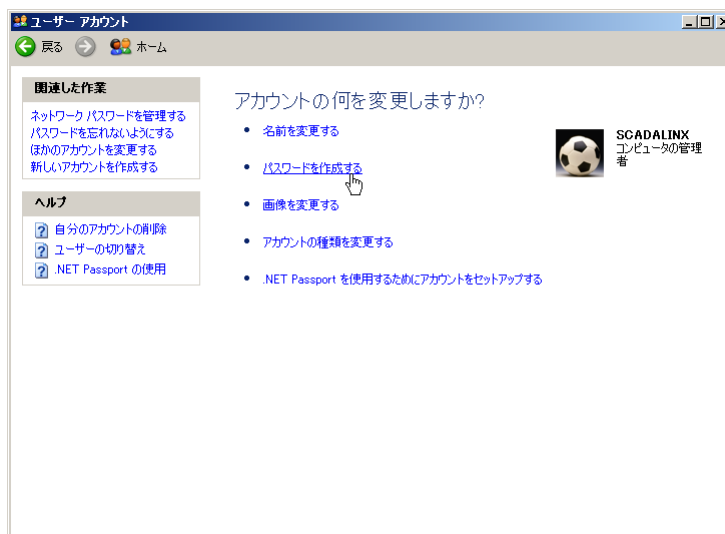 ユーザー アカウント
戻る
ホーム
関連した作業
ネットワーク パスワードを管理する
パスワードを忘れないようにする
ほかのアカウントを変更する
新しいアカウントを作成する
ヘルプ
自分のアカウントの削除
ユーザーの切り替え
.NET Passport の使用
アカウントの何を変更しますか?
名前を変更する
パスワードを作成する
画像を変更する
アカウントの種類を変更する
.NET Passport を使用するためにアカウントをセットアップする
SCADALINX
コンピュータの管理
者